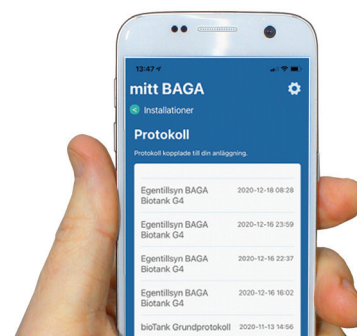 13:47
mitt BAGA
< Installationer
Protokoll
Protokoll kopplade till din anläggning.
Egentillsyn BAGA 2020-12-18 08:28
Biotank G4
Egentillsyn BAGA 2020-12-16 23:59
Biotank G4
Egentillsyn BAGA 2020-12-16 22:37
Biotank G4
Egentillsyn BAGA 2020-12-16 16:02
Biotank G4
bioTank Grundprotokoll 2020-11-13 14:56